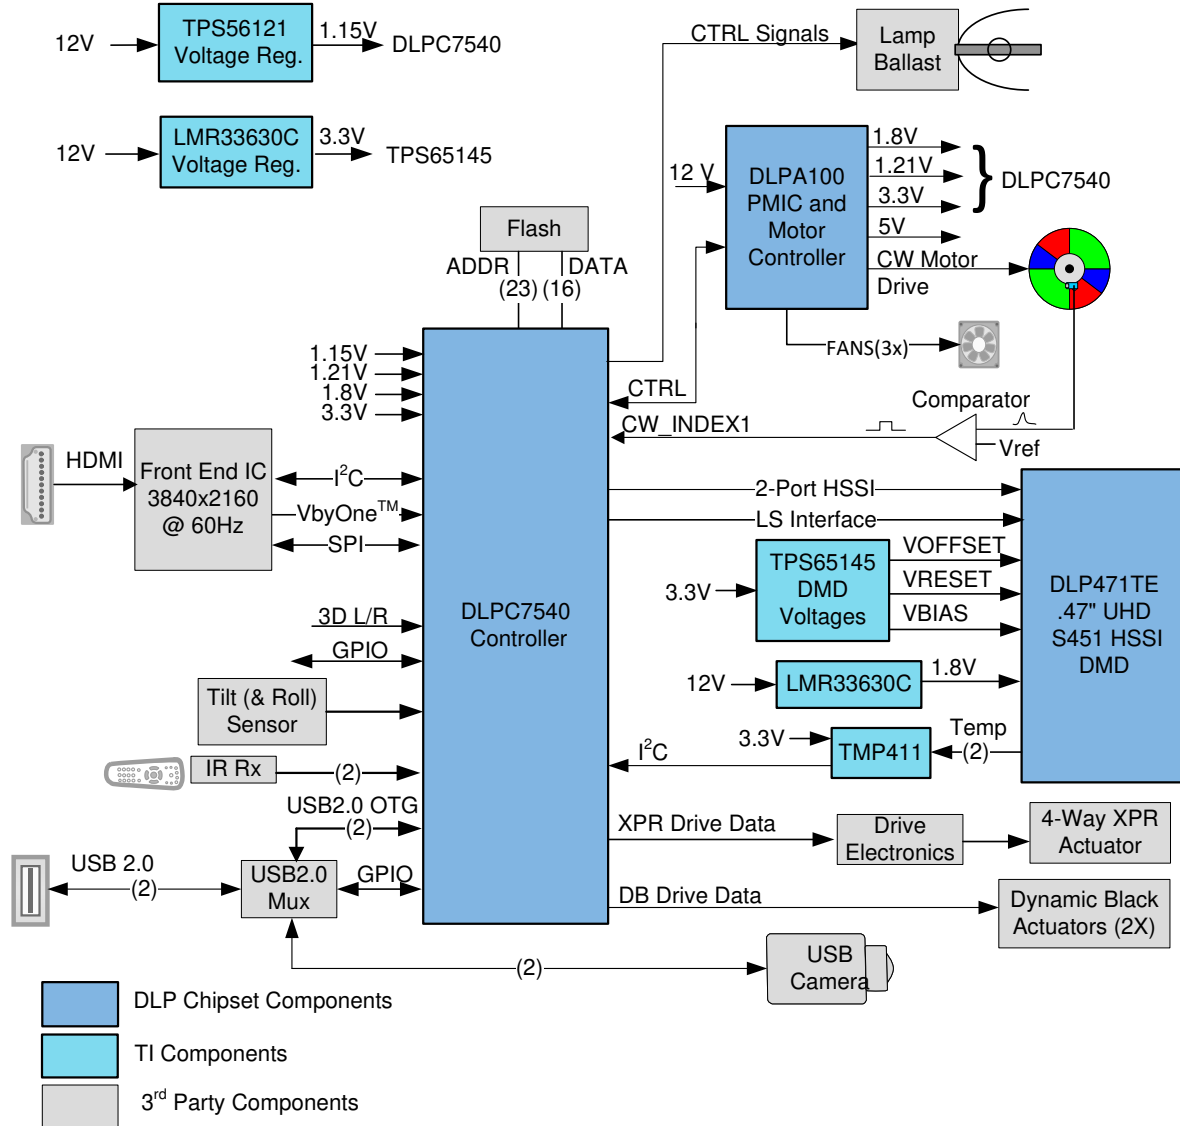 12V
TPS56121
Voltage Reg.
1.15V
DLPC7540
12V
LMR33630C
Voltage Reg.
3.3V
TPS65145
CTRL Signals
Lamp
Ballast
12 V
DLPA100
PMIC and
Motor
Controller
1.8V
1.21V
3.3V
5V
DLPC7540
CW Motor
Drive
FANS(3x)
Flash
ADDR
DATA
(23)
(16)
1.15V
1.21V
1.8V
3.3V
CTRL
CW_INDEX1
Comparator
Vref
HDMI
Front End IC
3840x2160
@ 60Hz
I²C
VbyOne™
SPI
DLPC7540
Controller
2-Port HSSI
LS Interface
3.3V
TPS65145
DMD
Voltages
VOFFSET
VRESET
VBIAS
DLP471TE
.47" UHD
S451 HSSI
DMD
12V
LMR33630C
1.8V
3.3V
TMP411
Temp
(2)
I²C
3D L/R
GPIO
Tilt (& Roll)
Sensor
IR Rx
(2)
USB2.0 OTG
(2)
USB 2.0
(2)
USB2.0
Mux
GPIO
XPR Drive Data
Drive
Electronics
4-Way XPR
Actuator
DB Drive Data
Dynamic Black
Actuators (2X)
(2)
USB
Camera
DLP Chipset Components
TI Components
3rd Party Components